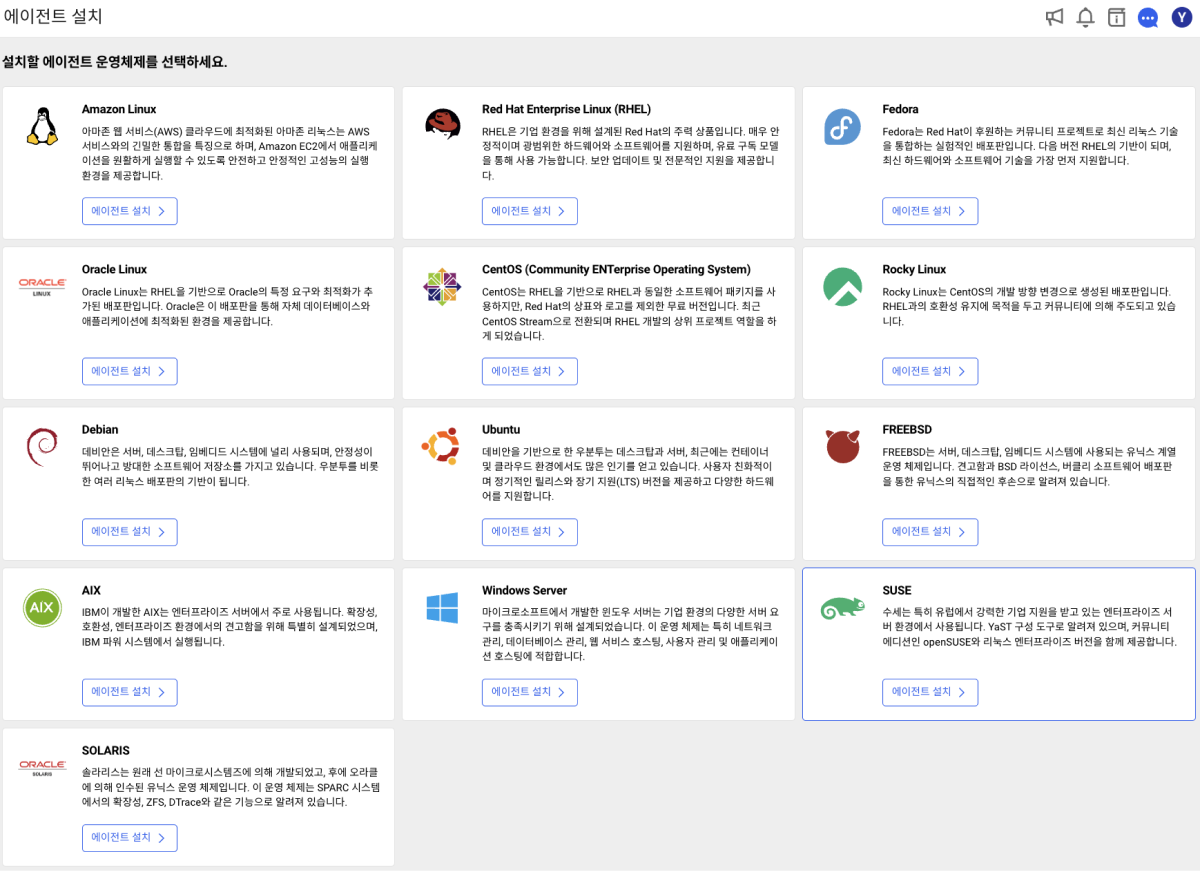 에이전트 설치
Y
설치할 에이전트 운영체제를 선택하세요.
Amazon Linux
아마존 웹 서비스(AWS) 클라우드에 최적화된 아마존 리눅스는 AWS
서비스와의 긴밀한 통합을 특징으로 하며, Amazon EC2에서 애플리케
이션을 원활하게 실행할 수 있도록 안전하고 안정적인 고성능의 실행
환경을 제공합니다.
에이전트 설치
Red Hat Enterprise Linux (RHEL)
RHEL은 기업 환경을 위해 설계된 Red Hat의 주력 상품입니다. 매우 안
정적이며 광범위한 하드웨어와 소프트웨어를 지원하며, 유료 구독 모델
을 통해 사용 가능합니다. 보안 업데이트 및 전문적인 지원을 제공합니
다.
에이전트 설치
Fedora
Fedora는 Red Hat이 후원하는 커뮤니티 프로젝트로 최신 리눅스 기술
을 통합하는 실험적인 배포판입니다. 다음 버전 RHEL의 기반이 되며,
최신 하드웨어와 소프트웨어 기술을 가장 먼저 지원합니다.
에이전트 설치
ORACLE
LINUX
Oracle Linux
Oracle Linux는 RHEL을 기반으로 Oracle의 특정 요구와 최적화가 추
가된 배포판입니다. Oracle은 이 배포판을 통해 자체 데이터베이스와
애플리케이션에 최적화된 환경을 제공합니다.
에이전트 설치
CentOS (Community ENTerprise Operating System)
CentOS는 RHEL을 기반으로 RHEL과 동일한 소프트웨어 패키지를 사
용하지만, Red Hat의 상표와 로고를 제외한 무료 버전입니다. 최근
CentOS Stream으로 전환되며 RHEL 개발의 상위 프로젝트 역할을 하
게 되었습니다.
에이전트 설치
Rocky Linux
Rocky Linux는 CentOS의 개발 방향 변경으로 생성된 배포판입니다.
RHEL과의 호환성 유지에 목적을 두고 커뮤니티에 의해 주도되고 있습
니다.
에이전트 설치
Debian
데비안은 서버, 데스크탑, 임베디드 시스템에 널리 사용되며, 안정성이
뛰어나고 방대한 소프트웨어 저장소를 가지고 있습니다. 우분투를 비롯
한 여러 리눅스 배포판의 기반이 됩니다.
에이전트 설치
Ubuntu
데비안을 기반으로 한 우분투는 데스크탑과 서버, 최근에는 컨테이너
및 클라우드 환경에서도 많은 인기를 얻고 있습니다. 사용자 친화적이
며 정기적인 릴리스와 장기 지원(LTS) 버전을 제공하고 다양한 하드웨
어를 지원합니다.
에이전트 설치
FREEBSD
FREEBSD는 서버, 데스크탑, 임베디드 시스템에 사용되는 유닉스 계열
운영 체제입니다. 견고함과 BSD 라이선스, 버클리 소프트웨어 배포판
을 통한 유닉스의 직접적인 후손으로 알려져 있습니다.
에이전트 설치
AIX
AIX
IBM이 개발한 AIX는 엔터프라이즈 서버에서 주로 사용됩니다. 확장성,
호환성, 엔터프라이즈 환경에서의 견고함을 위해 특별히 설계되었으며,
IBM 파워 시스템에서 실행됩니다.
에이전트 설치
Windows Server
마이크로소프트에서 개발한 윈도우 서버는 기업 환경의 다양한 서버 요
구를 충족시키기 위해 설계되었습니다. 이 운영 체제는 특히 네트워크
관리, 데이터베이스 관리, 웹 서비스 호스팅, 사용자 관리 및 애플리케이
션 호스팅에 적합합니다.
에이전트 설치
SUSE
수세는 특히 유럽에서 강력한 기업 지원을 받고 있는 엔터프라이즈 서
버 환경에서 사용됩니다. YaST 구성 도구로 알려져 있으며, 커뮤니티
에디션인 openSUSE와 리눅스 엔터프라이즈 버전을 함께 제공합니다.
에이전트 설치
ORACLE
SOLARIS
SOLARIS
솔라리스는 원래 선 마이크로시스템즈에 의해 개발되었고, 후에 오라클
에 의해 인수된 유닉스 운영 체제입니다. 이 운영 체제는 SPARC 시스템
에서의 확장성, ZFS, DTrace와 같은 기능으로 알려져 있습니다.
에이전트 설치